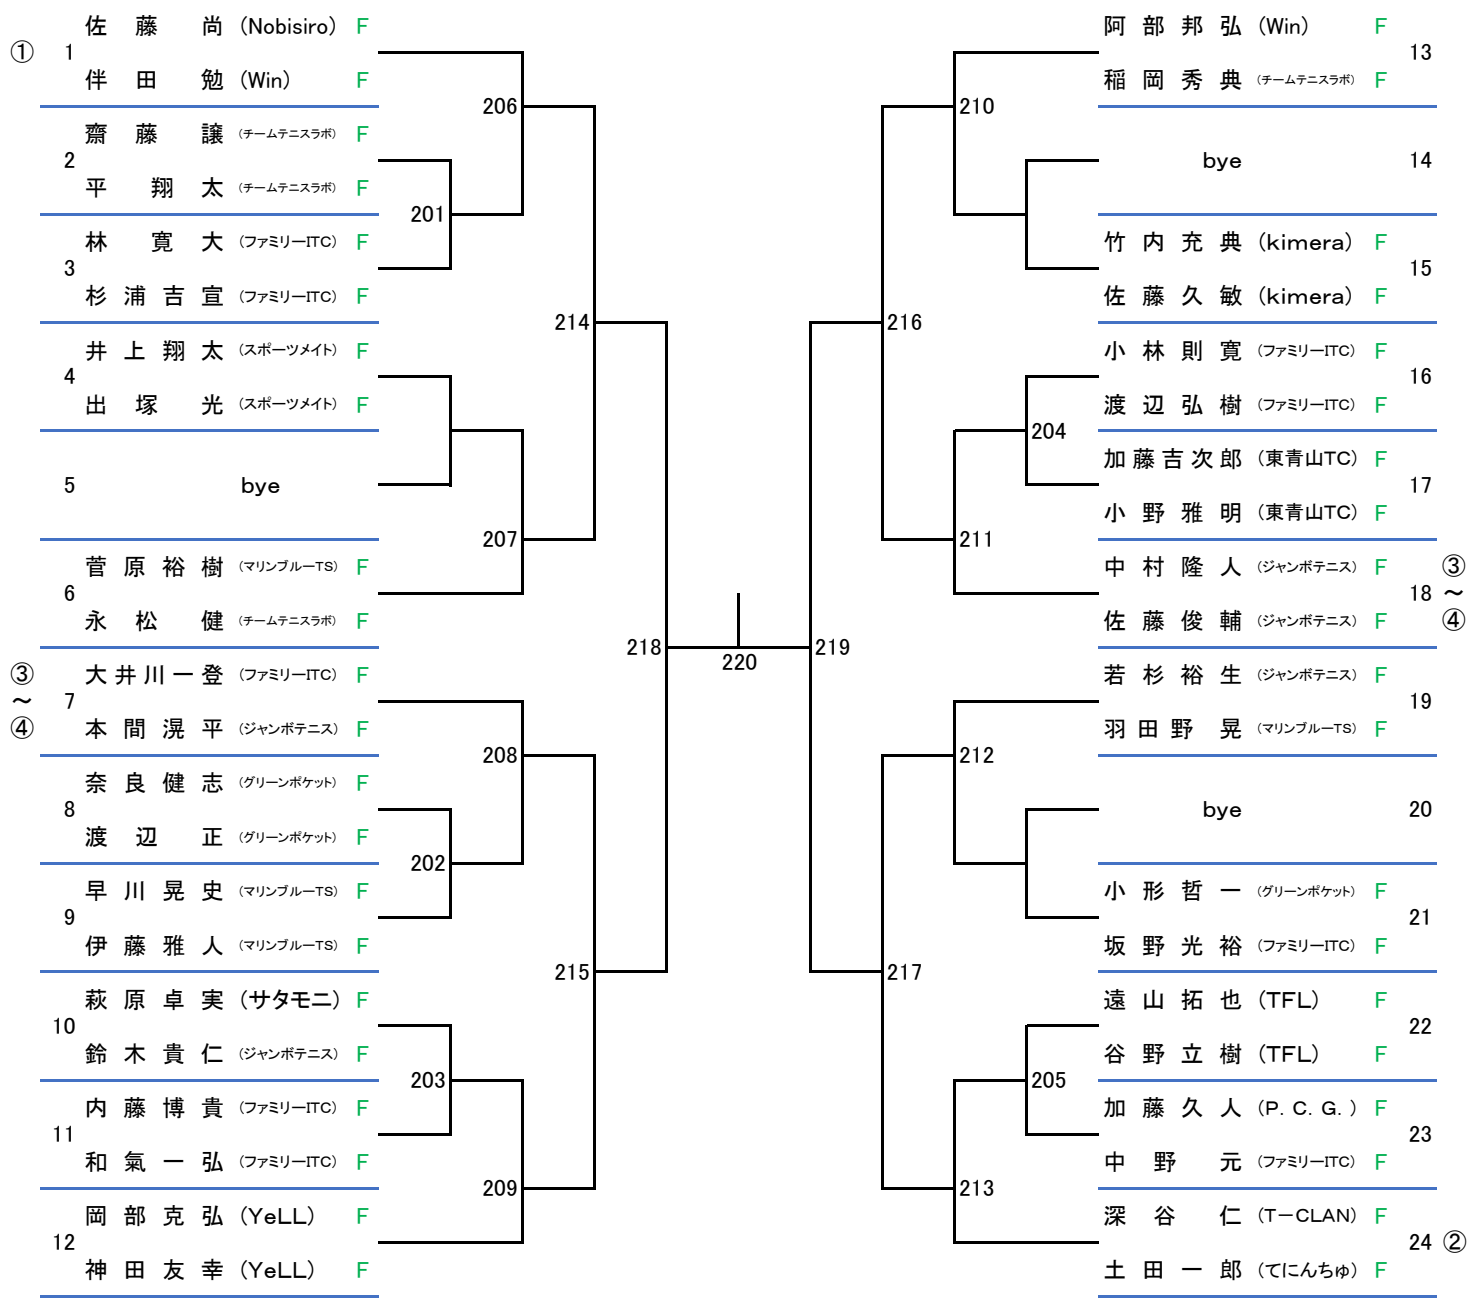 佐藤尚 (Nobisiro) F
① 1
伴田勉 (Win) F
206
齋藤譲 (チームテニスラボ) F
2
平翔太 (チームテニスラボ) F
201
林寛大 (ファミリーITC) F
3
杉浦吉宣 (ファミリーITC) F
214
井上翔太 (スポーツメイト) F
4
出塚光 (スポーツメイト) F
5 bye
207
菅原裕樹 (マリンブルーTS) F
6
永松健 (チームテニスラボ) F
218
大井川一登 (ファミリーITC) F
③~④ 7
本間滉平 (ジャンボテニス) F
208
奈良健志 (グリーンポケット) F
8
渡辺正 (グリーンポケット) F
202
早川晃史 (マリンブルーTS) F
9
伊藤雅人 (マリンブルーTS) F
215
萩原卓実 (サタモニ) F
10
鈴木貴仁 (ジャンボテニス) F
203
内藤博貴 (ファミリーITC) F
11
和氣一弘 (ファミリーITC) F
209
岡部克弘 (YeLL) F
12
神田友幸 (YeLL) F
220
阿部邦弘 (Win) F
13
稲岡秀典 (チームテニスラボ) F
210
bye 14
竹内充典 (kimera) F
15
佐藤久敏 (kimera) F
216
小林則寛 (ファミリーITC) F
16
渡辺弘樹 (ファミリーITC) F
204
加藤吉次郎 (東青山TC) F
17
小野雅明 (東青山TC) F
211
中村隆人 (ジャンボテニス) F
18 ③~④
佐藤俊輔 (ジャンボテニス) F
219
若杉裕生 (ジャンボテニス) F
19
羽田野晃 (マリンブルーTS) F
212
bye 20
小形哲一 (グリーンポケット) F
21
坂野光裕 (ファミリーITC) F
217
遠山拓也 (TFL) F
22
谷野立樹 (TFL) F
205
加藤久人 (P.C.G.) F
23
中野元 (ファミリーITC) F
213
深谷仁 (T-CLAN) F
24 ②
土田一郎 (てにんちゅ) F